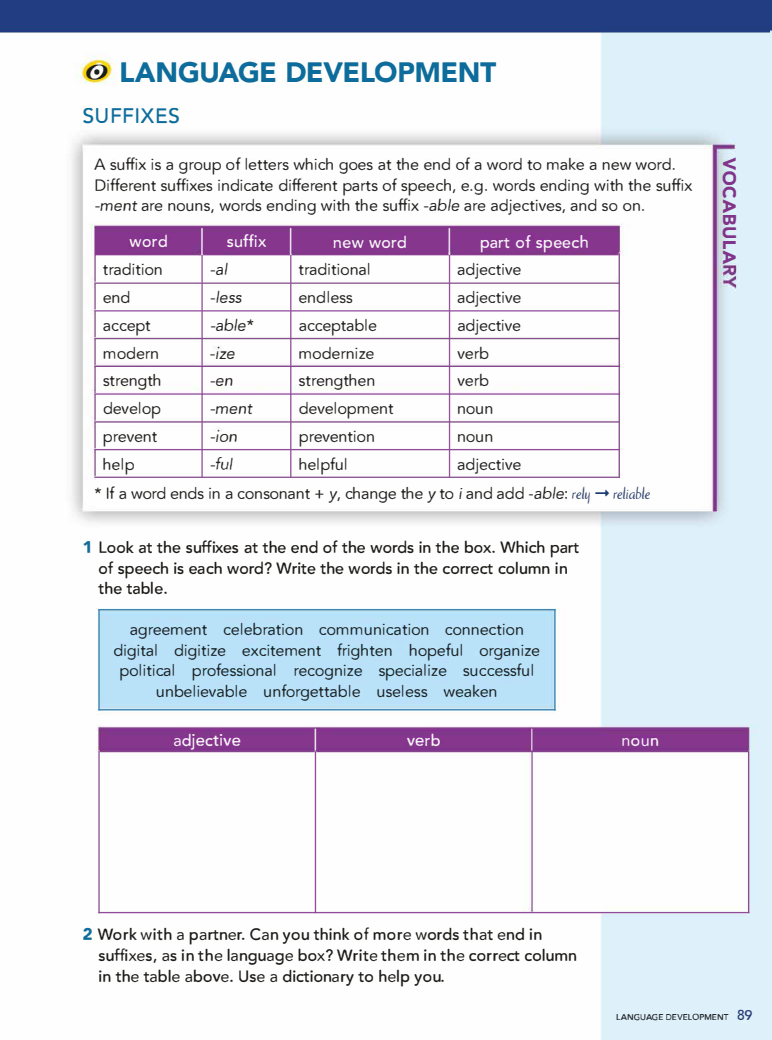 LANGUAGE DEVELOPMENT
SUFFIXES
A suffix is a group of letters which goes at the end of a word to make a new word.
Different suffixes indicate different parts of speech, e.g. words ending with the suffix
-ment are nouns, words ending with the suffix -able are adjectives, and so on.
word suffix new word part of speech
tradition -al traditional adjective
end -less endless adjective
accept -able* acceptable adjective
modern -ize modernize verb
strength -en strengthen verb
develop -ment development noun
prevent -ion prevention noun
help -ful helpful adjective
* If a word ends in a consonant + y, change the y to i and add -able: rely → reliable
VOCABULARY
1 Look at the suffixes at the end of the words in the box. Which part
of speech is each word? Write the words in the correct column in
the table.
agreement celebration communication connection
digital digitize excitement frighten hopeful organize
political professional recognize specialize successful
unbelievable unforgettable useless weaken
adjective verb noun
2 Work with a partner. Can you think of more words that end in
suffixes, as in the language box? Write them in the correct column
in the table above. Use a dictionary to help you.
LANGUAGE DEVELOPMENT 89